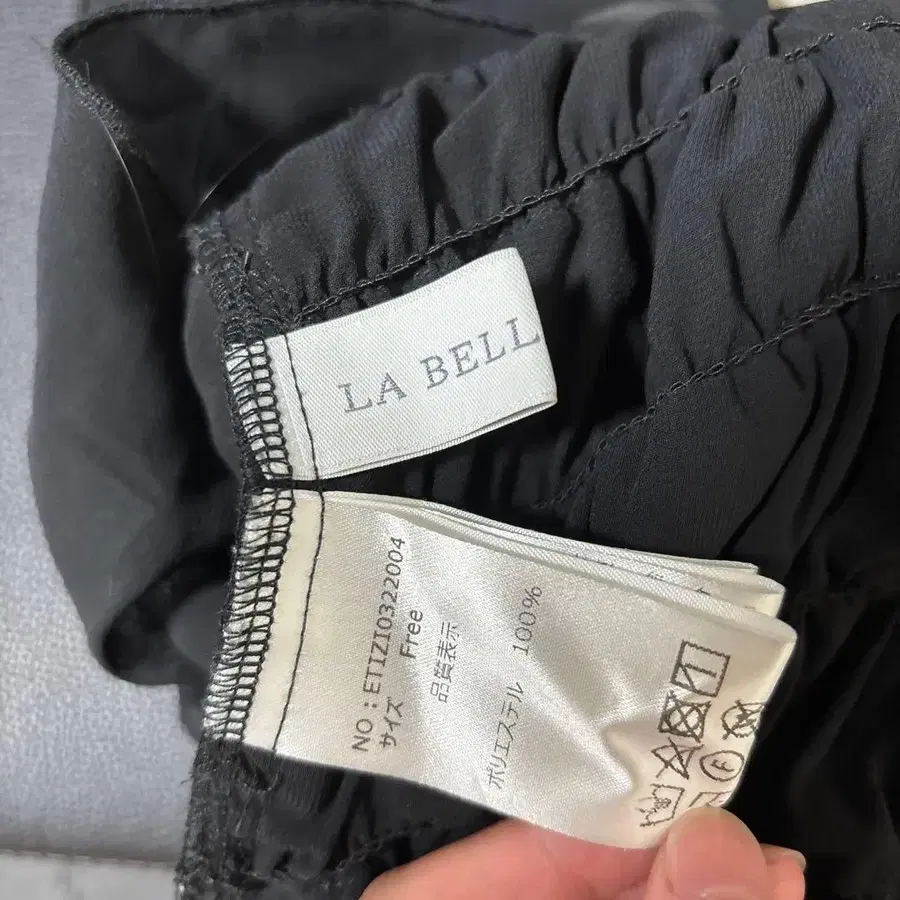 LA BELL
NO : ETIZI0322004
サイズ Free
品質表示
ポリエステル 100%
F